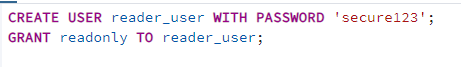 CREATE USER reader_user WITH PASSWORD 'secure123';
GRANT readonly TO reader_user;